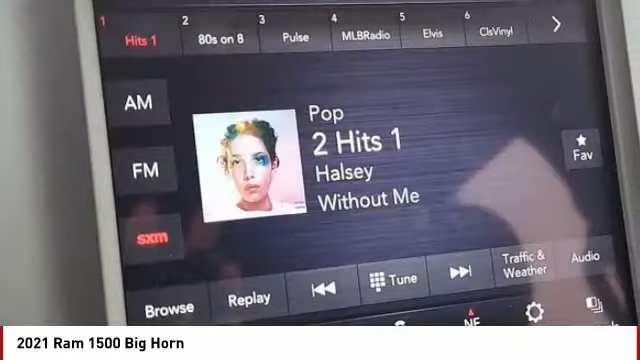 1
Hits 1
2
80s on 8
3
Pulse
4
MLBRadio
5
Elvis
6
ClsVinyl
AM
FM
sxm
Pop
2 Hits 1
Halsey
Without Me
Fav
Browse
Replay
Tune
Traffic &
Weather
Audio
NE
2021 Ram 1500 Big Horn